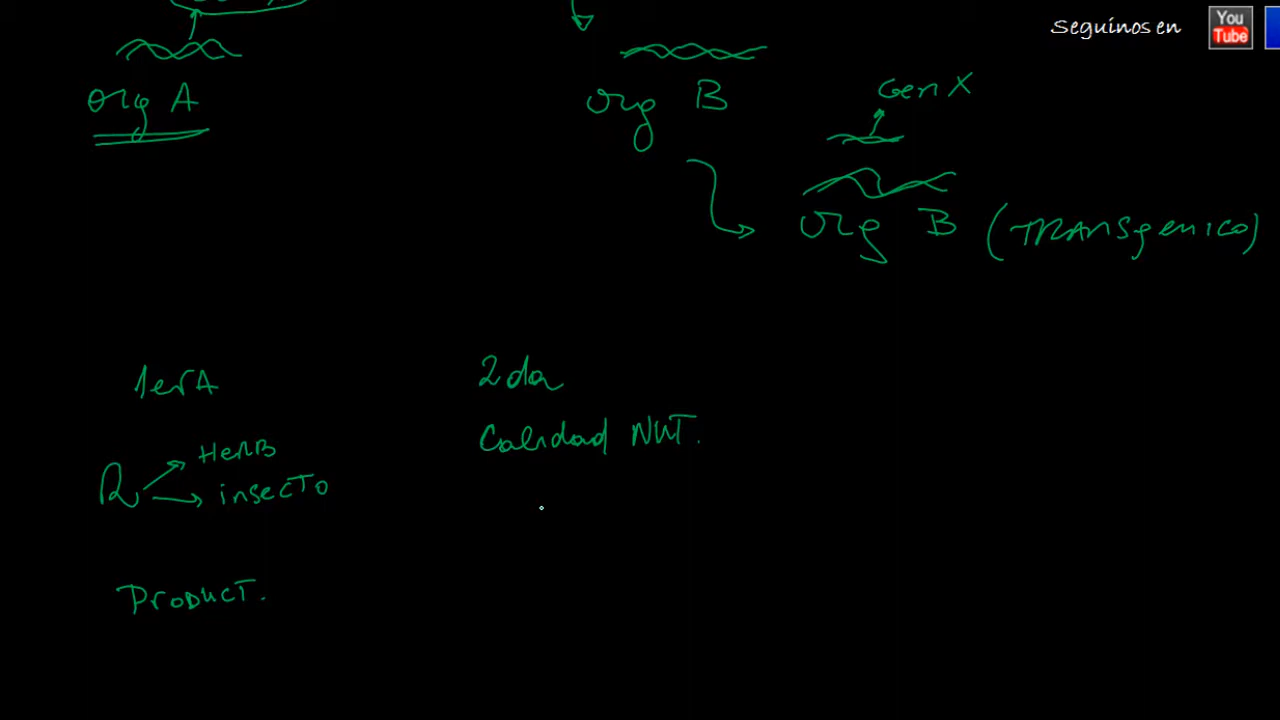 Seguinos en
You
Tube
org A
org B
Gen X
org B (TRANSgenico)
1erA
2da
Calidad NUT.
R
HerB
insecTo
ProDucT.